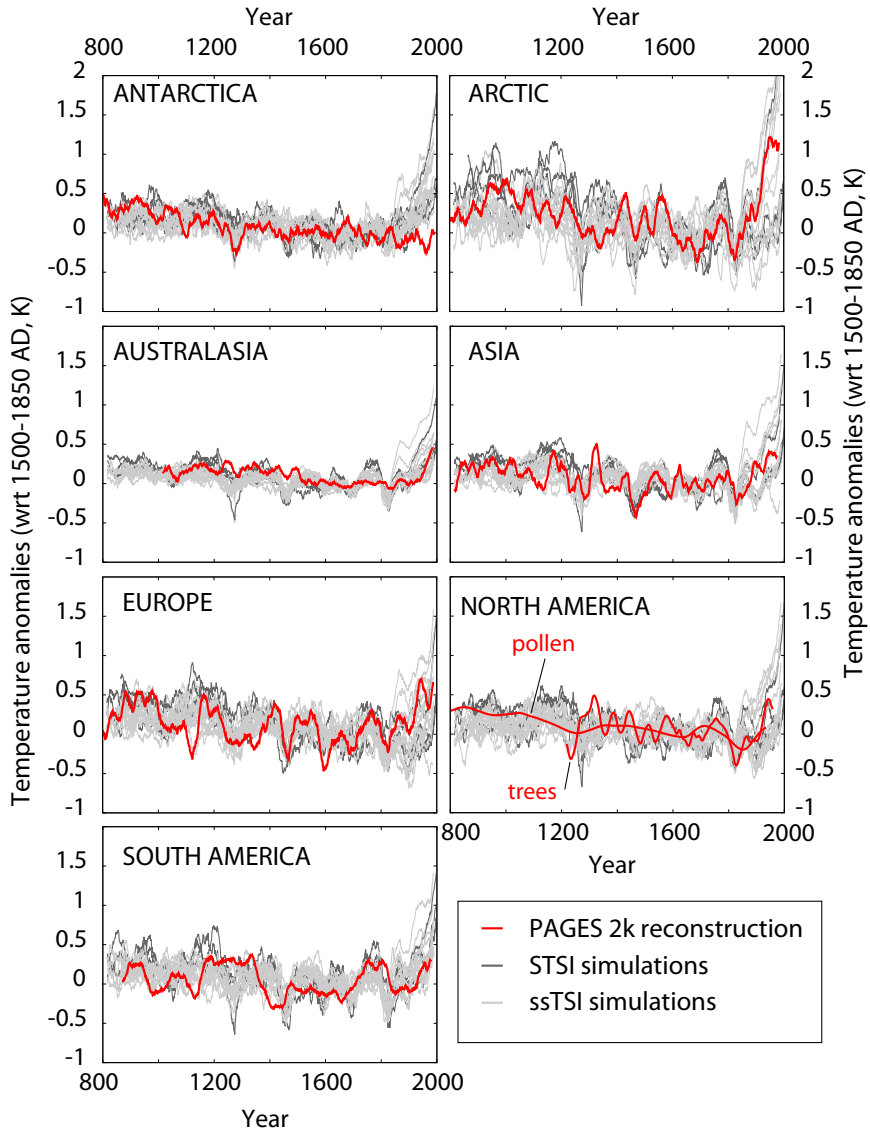 Year
Year
800 1200 1600 2000
800 1200 1600 2000
Temperature anomalies (wrt 1500-1850 AD, K)
Temperature anomalies (wrt 1500-1850 AD, K)
ANTARCTICA
2
1.5
1
0.5
0
-0.5
-1
ARCTIC
2
1.5
1
0.5
0
-0.5
-1
AUSTRALASIA
1.5
1
0.5
0
-0.5
-1
ASIA
1.5
1
0.5
0
-0.5
-1
EUROPE
1.5
1
0.5
0
-0.5
-1
NORTH AMERICA
pollen
trees
1.5
1
0.5
0
-0.5
-1
800 1200 1600 2000
Year
SOUTH AMERICA
1.5
1
0.5
0
-0.5
-1
800 1200 1600 2000
Year
PAGES 2k reconstruction
STSI simulations
ssTSI simulations